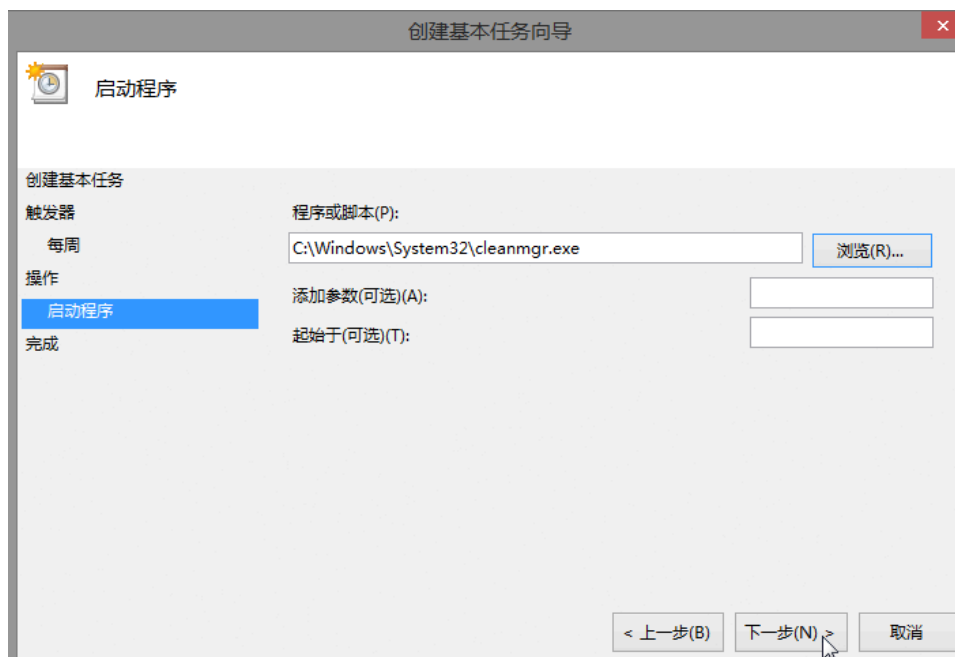 创建基本任务向导
启动程序
创建基本任务
触发器
每周
操作
启动程序
完成
程序或脚本(P):
C:\Windows\System32\cleanmgr.exe
浏览(R)...
添加参数(可选)(A):
起始于(可选)(T):
< 上一步(B)
下一步(N) >
取消